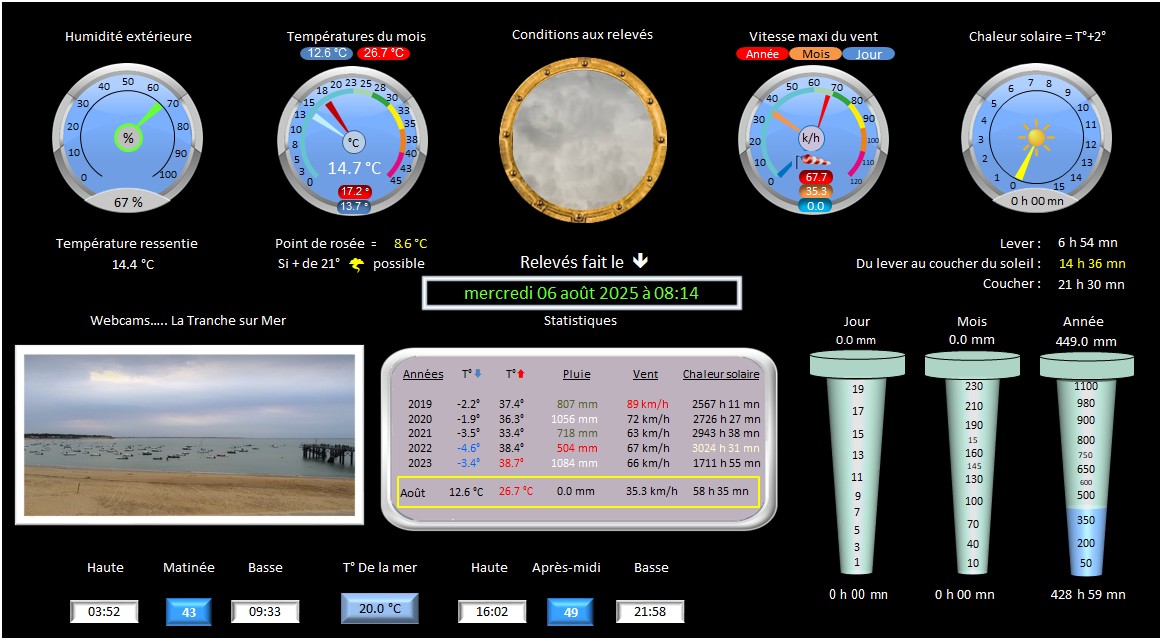 Humidité extérieure
Températures du mois
12.6 °C 26.7 °C
Conditions aux relevés
Vitesse maxi du vent
Année Mois Jour
Chaleur solaire = T°+2°
0 10 20 30 40 50 60 70 80 90 100
%
67 %
0 3 5 8 10 13 15 18 20 23 25 28 30 33 35 38 40 43 45
°C
14.7 °C
17.2 °
13.7 °
0 10 20 30 40 50 60 70 80 90 100 110 120
k/h
67.7
35.3
0.0
0 1 2 3 4 5 6 7 8 9 10 11 12 13 14 15
0 h 00 mn
Température ressentie
14.4 °C
Point de rosée = 8.6 °C
Si + de 21° possible
Relevés fait le
mercredi 06 août 2025 à 08:14
Lever : 6 h 54 mn
Du lever au coucher du soleil : 14 h 36 mn
Coucher : 21 h 30 mn
Webcams..... La Tranche sur Mer
Statistiques
Années T° T° Pluie Vent Chaleur solaire
2019 -2.2° 37.4° 807 mm 89 km/h 2567 h 11 mn
2020 -1.9° 36.3° 1056 mm 72 km/h 2726 h 27 mn
2021 -3.5° 33.4° 718 mm 63 km/h 2943 h 38 mn
2022 -4.6° 38.4° 504 mm 67 km/h 3024 h 31 mn
2023 -3.4° 38.7° 1084 mm 66 km/h 1711 h 55 mn
Août 12.6 °C 26.7 °C 0.0 mm 35.3 km/h 58 h 35 mn
Jour
0.0 mm
19
17
15
13
11
9
7
5
3
1
0 h 00 mn
Mois
0.0 mm
230
210
190
15
160
145
130
100
70
40
10
0 h 00 mn
Année
449.0 mm
1100
980
900
800
750
650
600
500
350
200
50
428 h 59 mn
Haute Matinée Basse T° De la mer Haute Après-midi Basse
03:52 43 09:33 20.0 °C 16:02 49 21:58